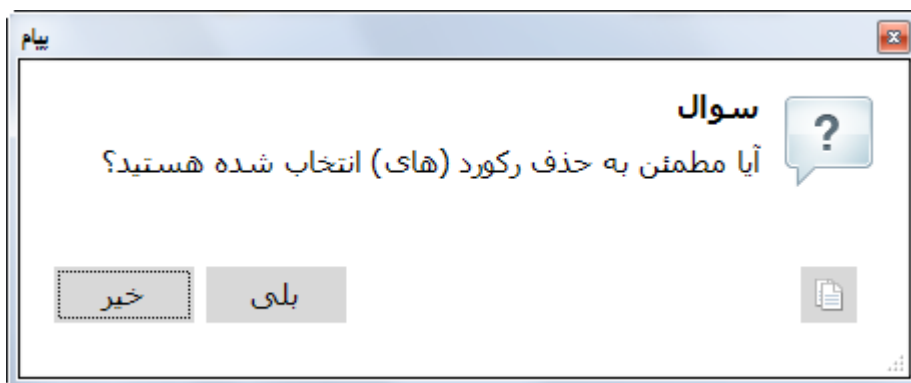 پیام
سوال
آیا مطمئن به حذف رکورد (های) انتخاب شده هستید؟
بلی
خیر